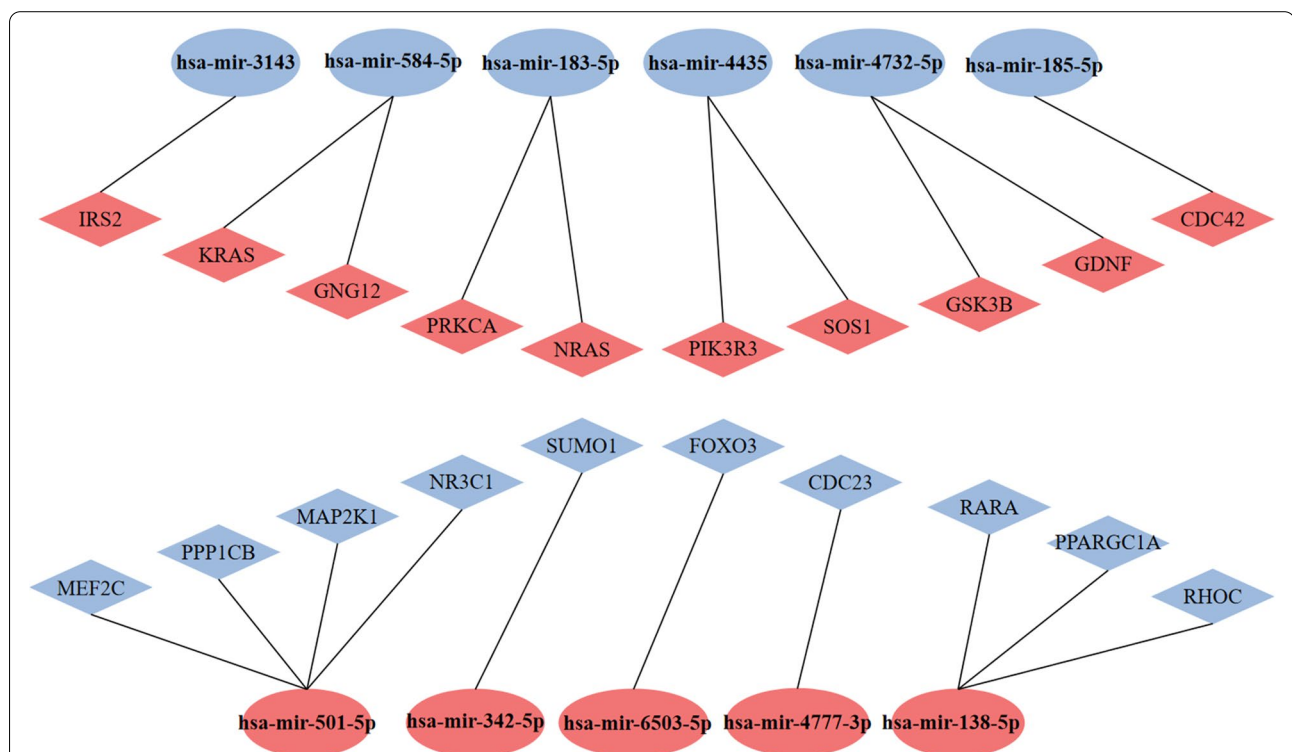 hsa-mir-3143
hsa-mir-584-5p
hsa-mir-183-5p
hsa-mir-4435
hsa-mir-4732-5p
hsa-mir-185-5p
IRS2
KRAS
GNG12
PRKCA
NRAS
PIK3R3
SOS1
GSK3B
GDNF
CDC42
MEF2C
PPP1CB
MAP2K1
NR3C1
SUMO1
FOXO3
CDC23
RARA
PPARGC1A
RHOC
hsa-mir-501-5p
hsa-mir-342-5p
hsa-mir-6503-5p
hsa-mir-4777-3p
hsa-mir-138-5p